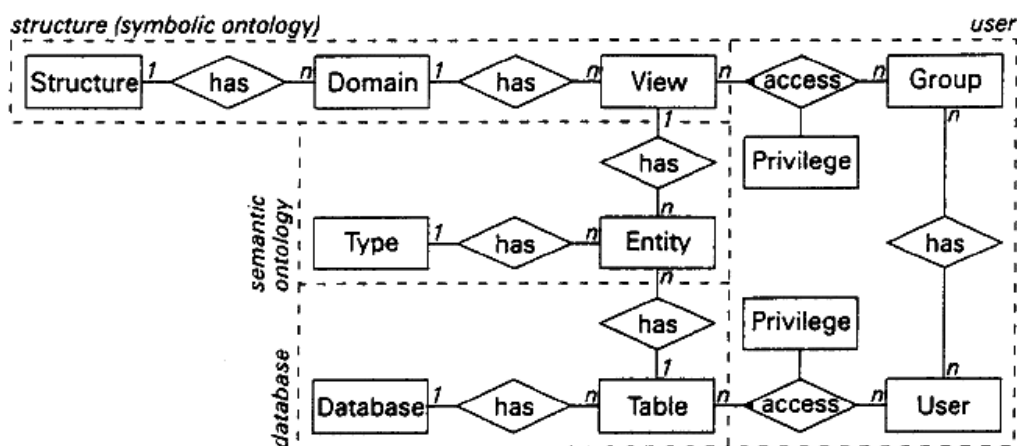 structure (symbolic ontology) user
Structure 1 has n Domain 1 has n View n access n Group
1 Privilege n
has
has
semantic ontology
n
Type 1 has n Entity
n
has Privilege
database
1 n
Database 1 has n Table n access n User